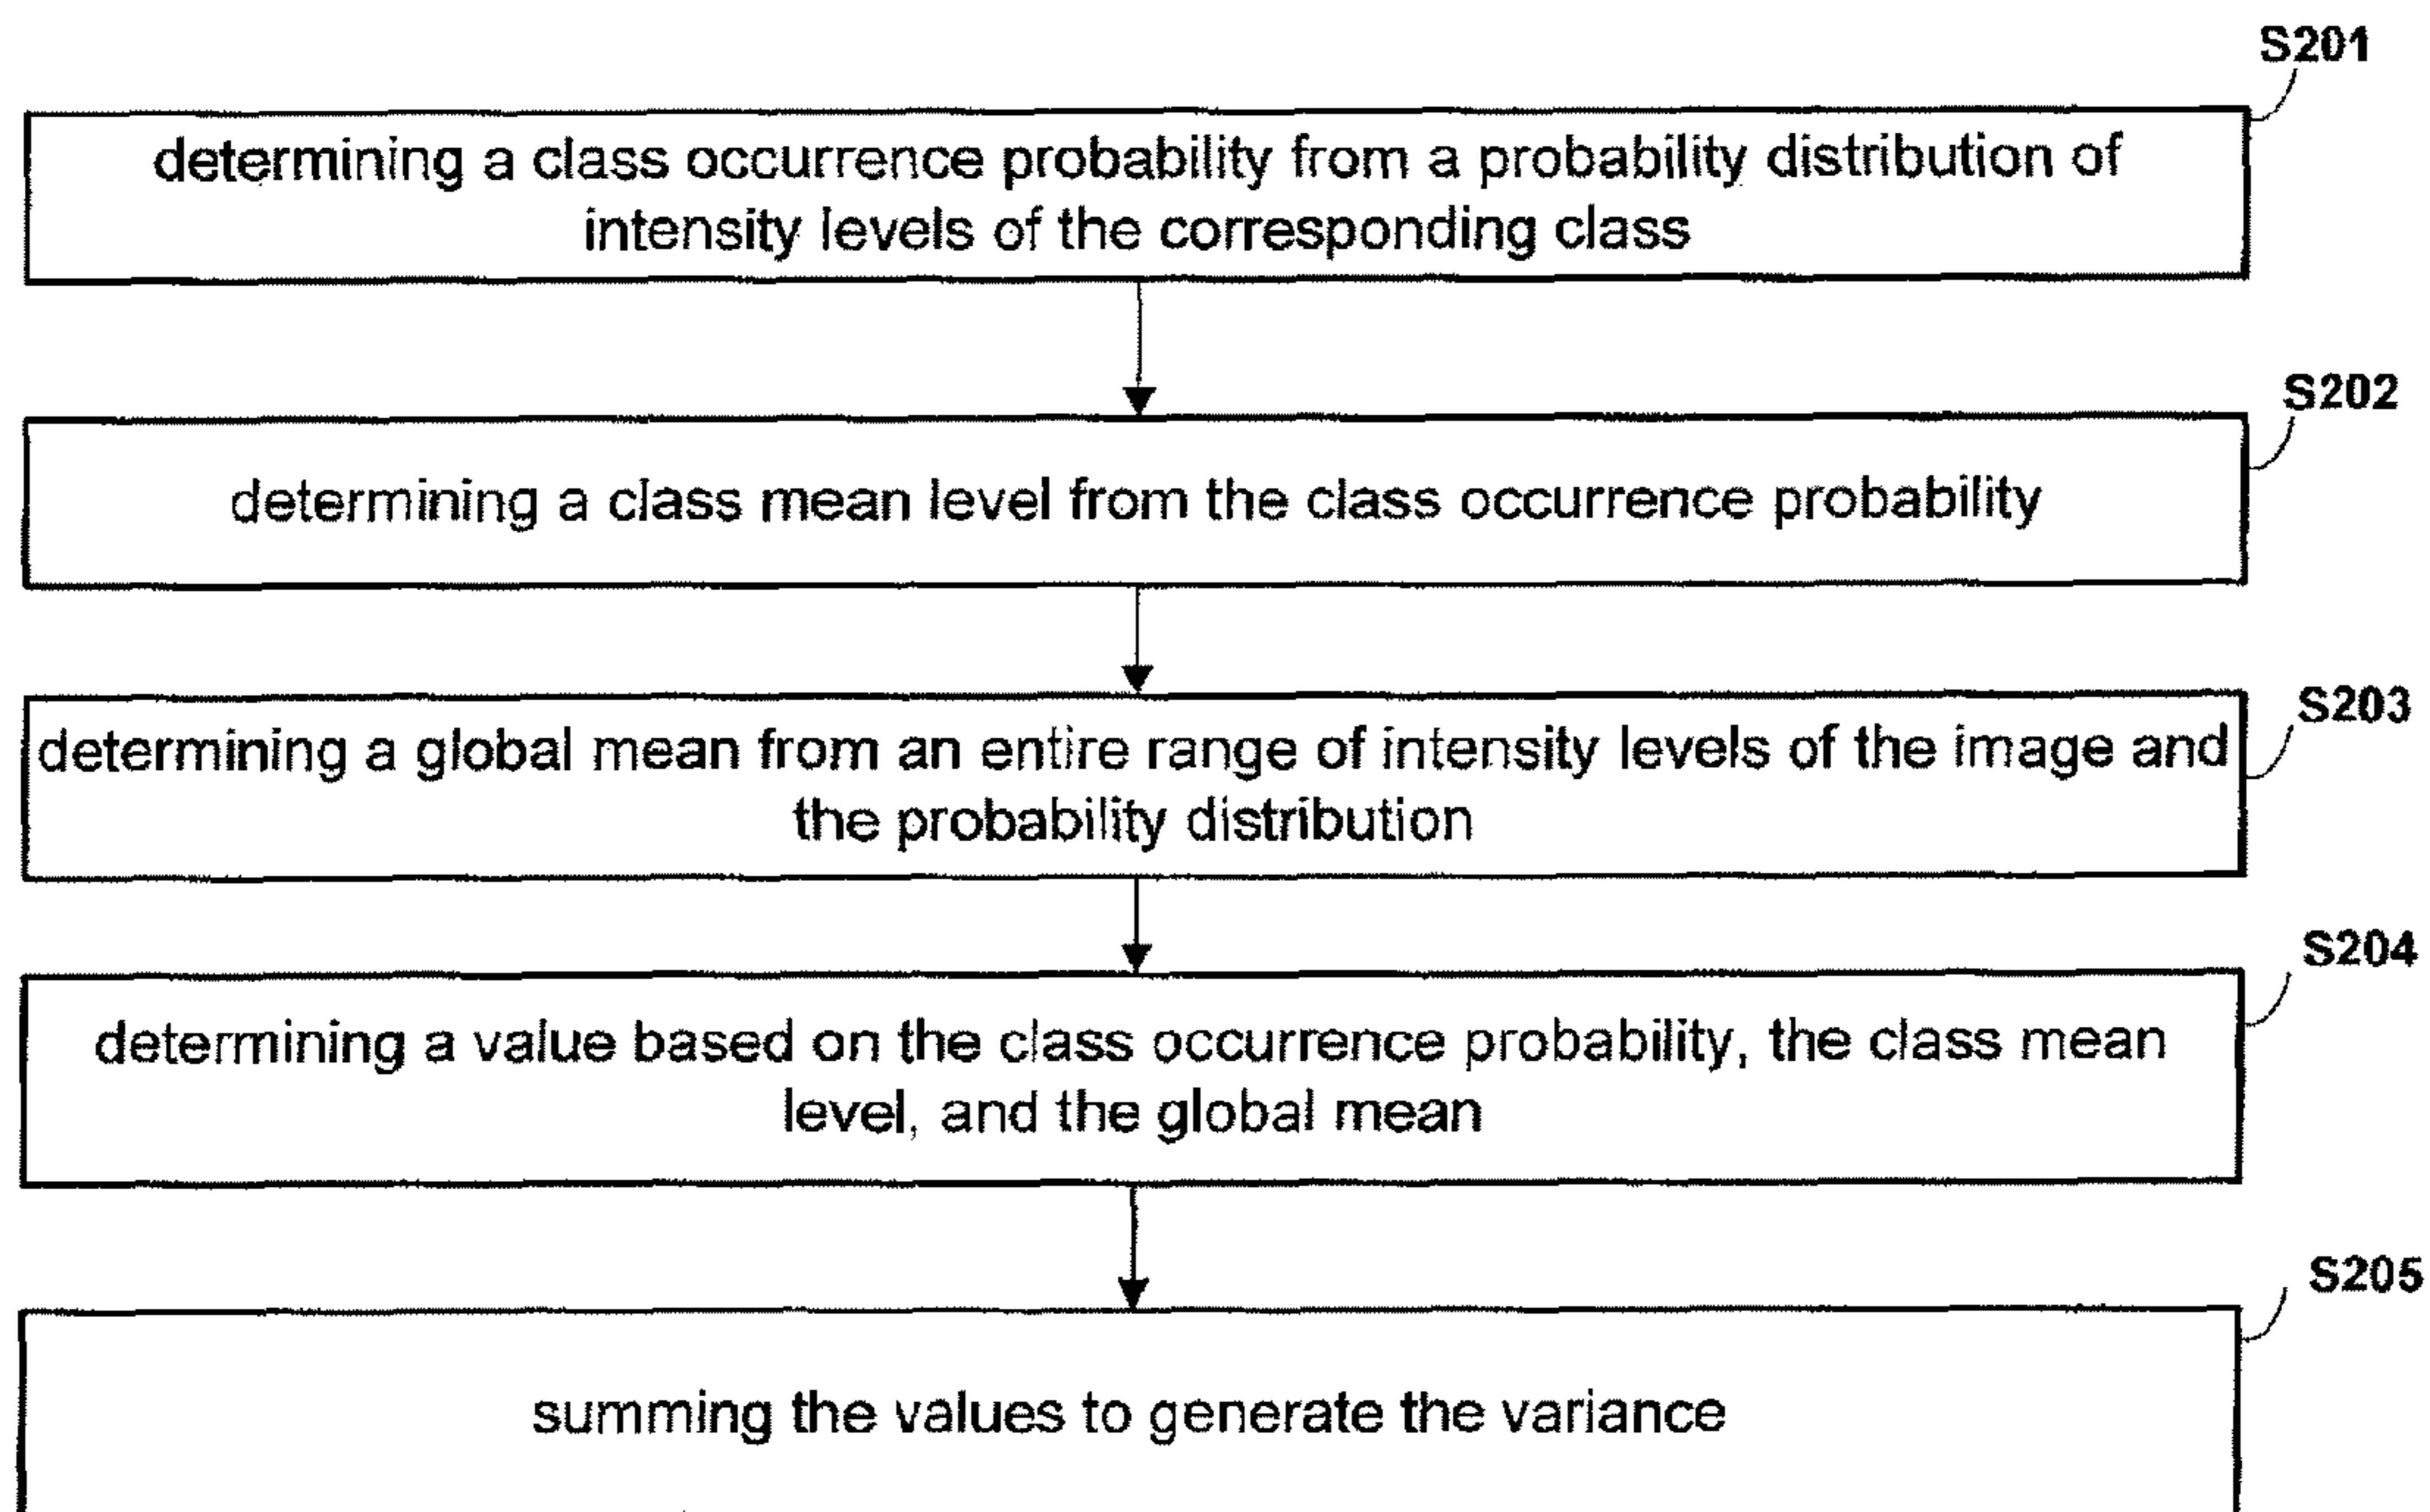 S201
determining a class occurrence probability from a probability distribution of
intensity levels of the corresponding class
S202
determining a class mean level from the class occurrence probability
S203
determining a global mean from an entire range of intensity levels of the image and
the probability distribution
S204
determining a value based on the class occurrence probability, the class mean
level, and the global mean
S205
summing the values to generate the variance